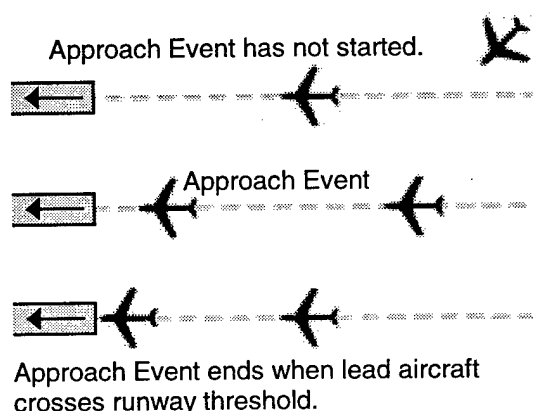 Approach Event has not started.
Approach Event
Approach Event ends when lead aircraft
crosses runway threshold.